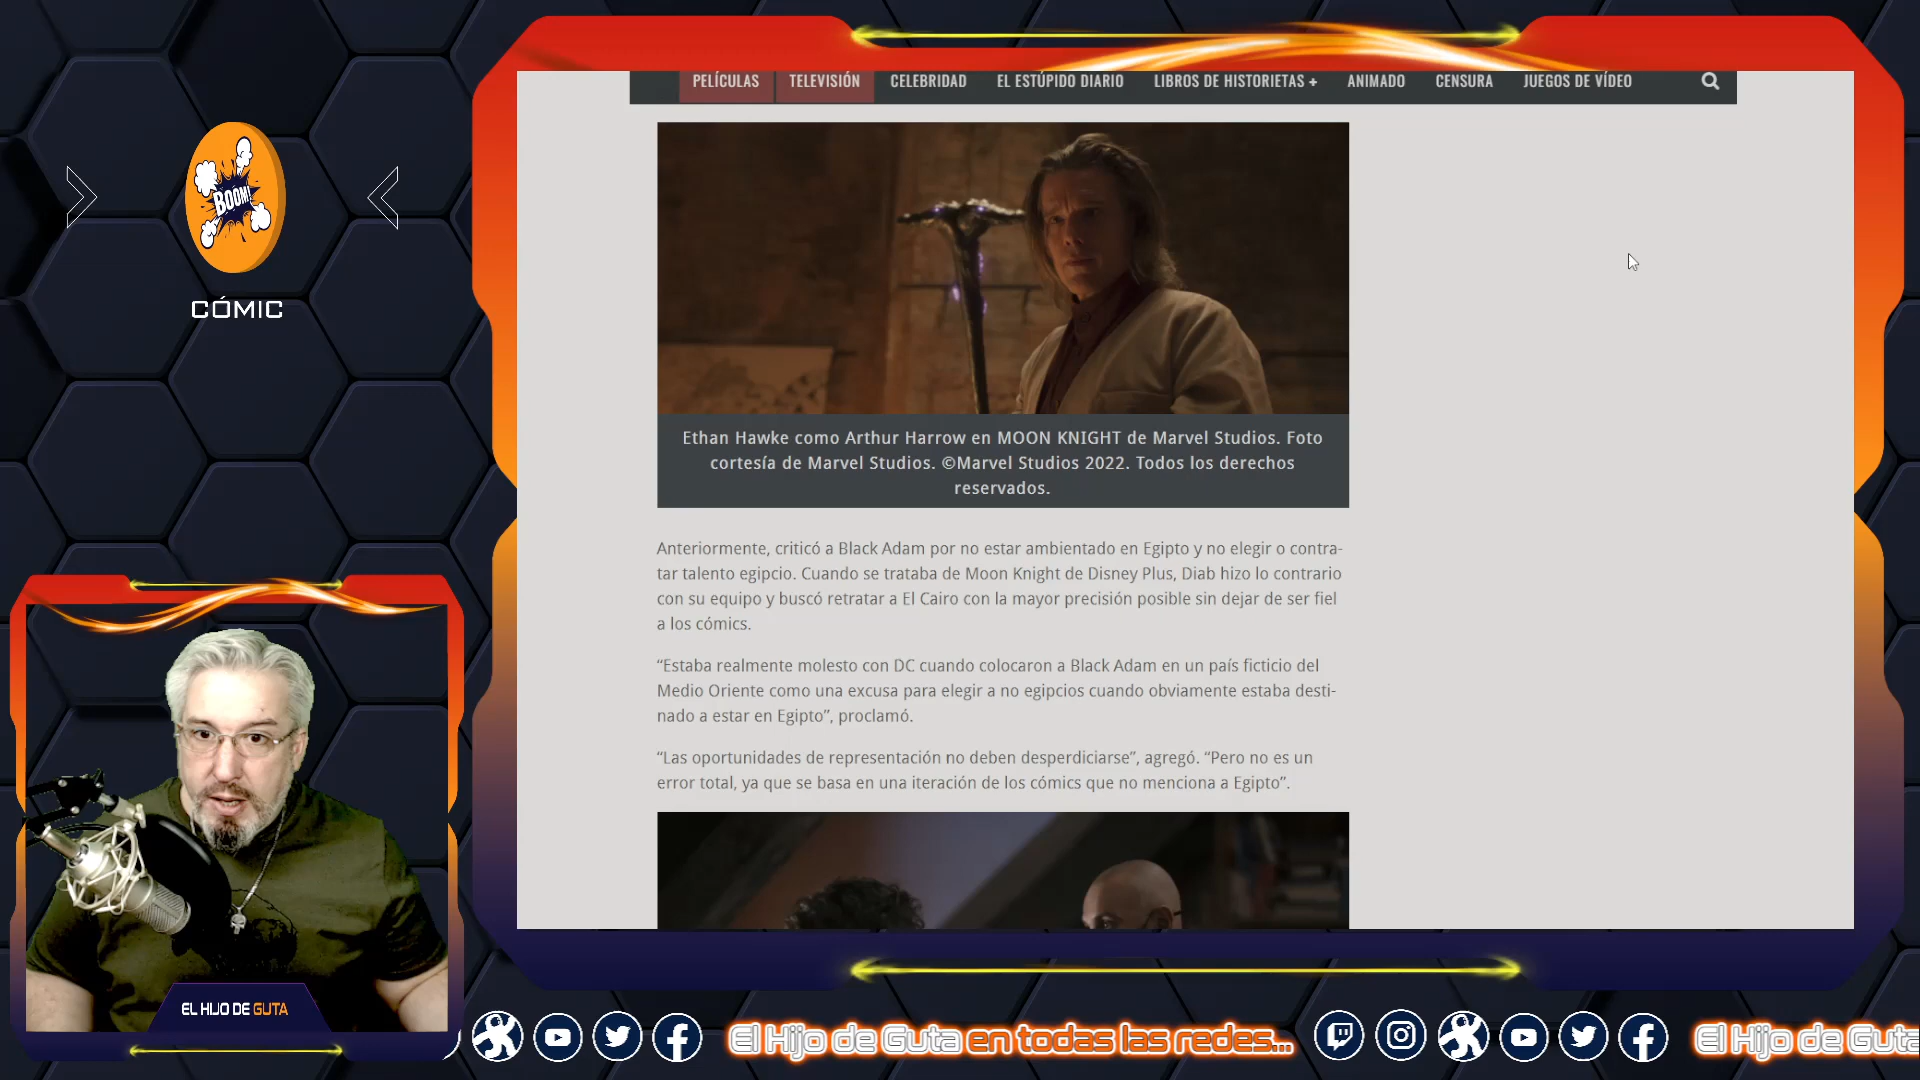 PELÍCULAS TELEVISIÓN CELEBRIDAD EL ESTÚPIDO DIARIO LIBROS DE HISTORIETAS + ANIMADO CENSURA JUEGOS DE VÍDEO
BOOM!
CÓMIC
Ethan Hawke como Arthur Harrow en MOON KNIGHT de Marvel Studios. Foto
cortesía de Marvel Studios. ©Marvel Studios 2022. Todos los derechos
reservados.
Anteriormente, criticó a Black Adam por no estar ambientado en Egipto y no elegir o contra-
tar talento egipcio. Cuando se trataba de Moon Knight de Disney Plus, Diab hizo lo contrario
con su equipo y buscó retratar a El Cairo con la mayor precisión posible sin dejar de ser fiel
a los cómics.
“Estaba realmente molesto con DC cuando colocaron a Black Adam en un país ficticio del
Medio Oriente como una excusa para elegir a no egipcios cuando obviamente estaba desti-
nado a estar en Egipto”, proclamó.
“Las oportunidades de representación no deben desperdiciarse”, agregó. “Pero no es un
error total, ya que se basa en una iteración de los cómics que no menciona a Egipto”.
EL HIJO DE GUTA
El Hijo de Guta en todas las redes...
El Hijo de Guta